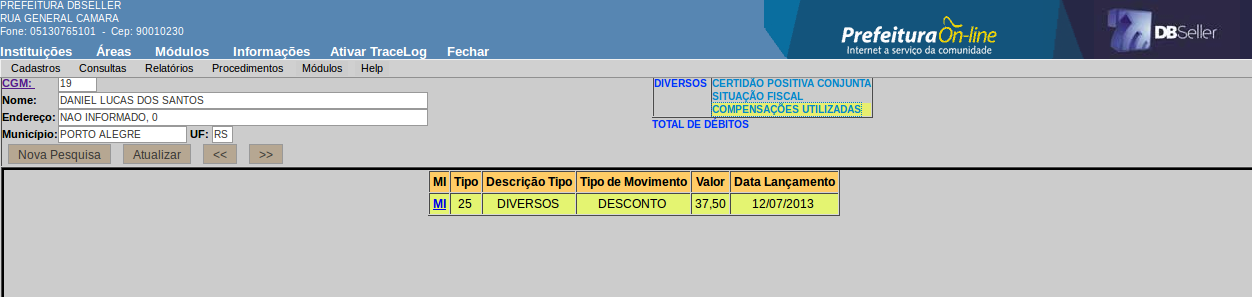 PREFEITURA DBSELLER
RUA GENERAL CAMARA
Fone: 05130765101 - Cep: 90010230
Prefeitura On-line
Internet a serviço da comunidade
DBSeller
Instituições Áreas Módulos Informações Ativar TraceLog Fechar
Cadastros Consultas Relatórios Procedimentos Módulos Help
CGM: 19
Nome: DANIEL LUCAS DOS SANTOS
Endereço: NAO INFORMADO, 0
Município: PORTO ALEGRE UF: RS
Nova Pesquisa Atualizar << >>
DIVERSOS CERTIDÃO POSITIVA CONJUNTA
SITUAÇÃO FISCAL
COMPENSAÇÕES UTILIZADAS
TOTAL DE DÉBITOS
MI Tipo Descrição Tipo Tipo de Movimento Valor Data Lançamento
MI 25 DIVERSOS DESCONTO 37,50 12/07/2013